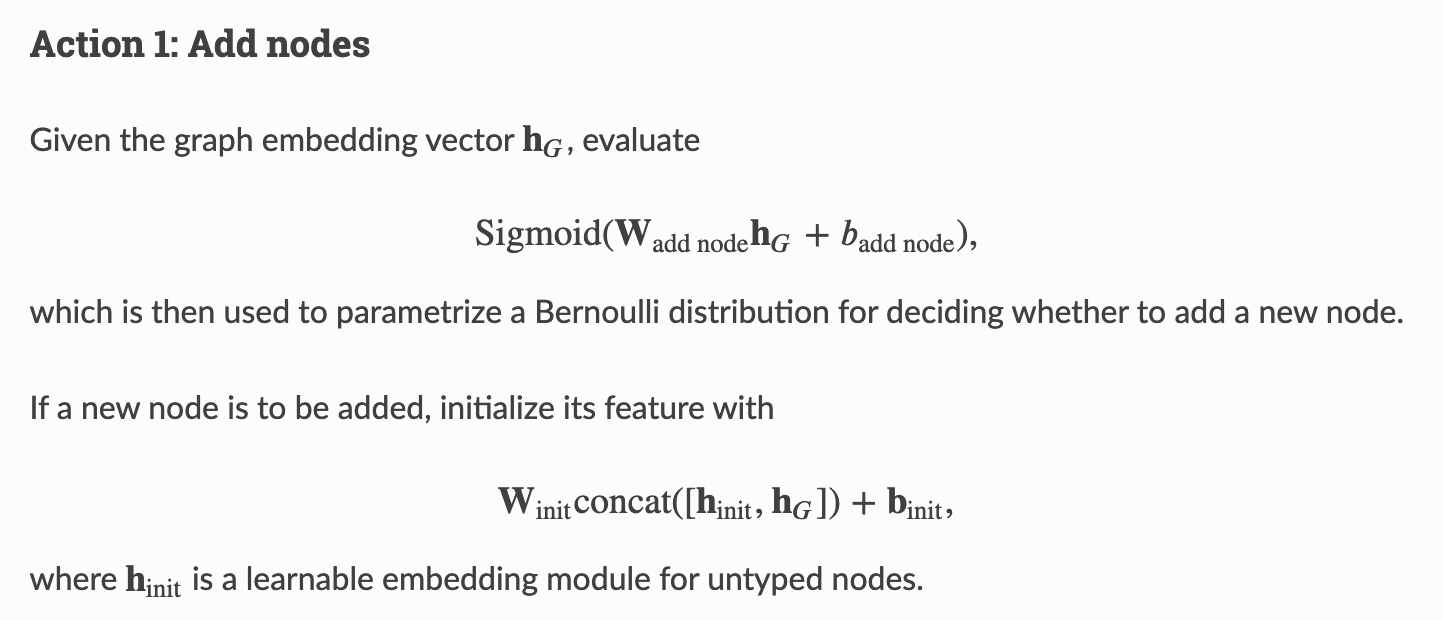 Action 1: Add nodes
Given the graph embedding vector $\mathbf{h}_G$, evaluate
$\text{Sigmoid}(\mathbf{W}_{\text{add node}}\mathbf{h}_G + b_{\text{add node}}),$
which is then used to parametrize a Bernoulli distribution for deciding whether to add a new node.
If a new node is to be added, initialize its feature with
$\mathbf{W}_{\text{init}}\text{concat}([\mathbf{h}_{\text{init}}, \mathbf{h}_G]) + \mathbf{b}_{\text{init}},$
where $\mathbf{h}_{\text{init}}$ is a learnable embedding module for untyped nodes.